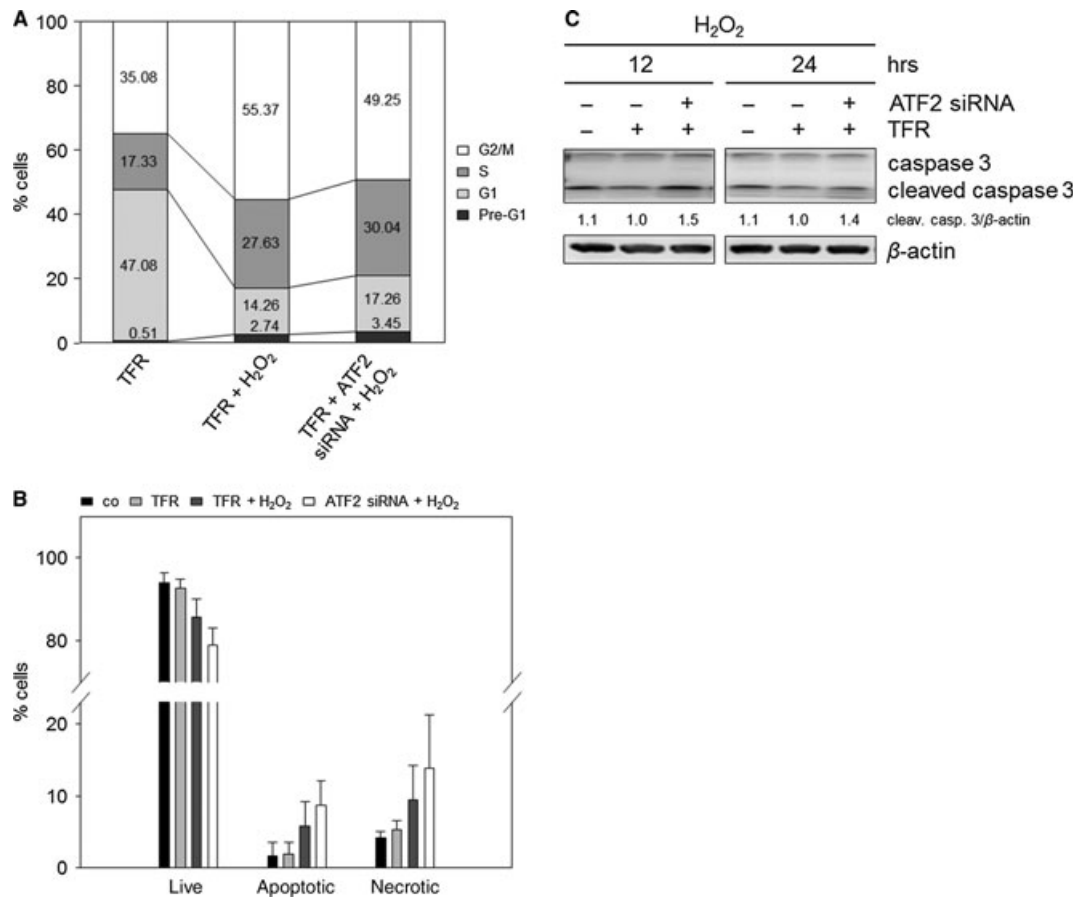 A
% cells
100
80
60
40
20
0
35.08
17.33
47.08
0.51
55.37
27.63
14.26
2.74
49.25
30.04
17.26
3.45
G2/M
S
G1
Pre-G1
TFR
TFR + H₂O₂
TFR + ATF2
siRNA + H₂O₂
C
H₂O₂
12 24 hrs
– – + – – + ATF2 siRNA
– + + – + + TFR
caspase 3
cleaved caspase 3
1.1 1.0 1.5 1.1 1.0 1.4 cleav. casp. 3/β-actin
β-actin
B
co TFR TFR + H₂O₂ ATF2 siRNA + H₂O₂
% cells
100
80
20
10
0
Live Apoptotic Necrotic